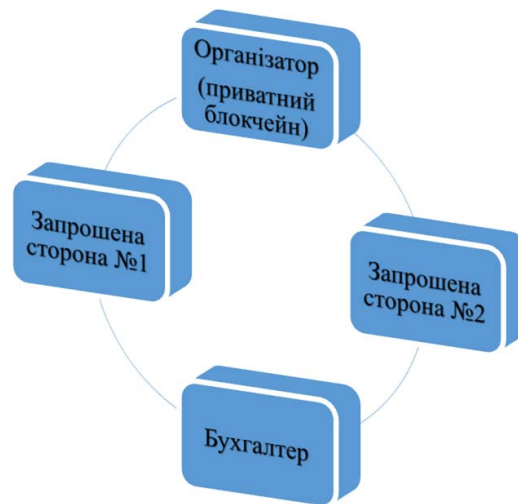 Організатор
(приватний
блокчейн)
Запрошена
сторона №1
Запрошена
сторона №2
Бухгалтер